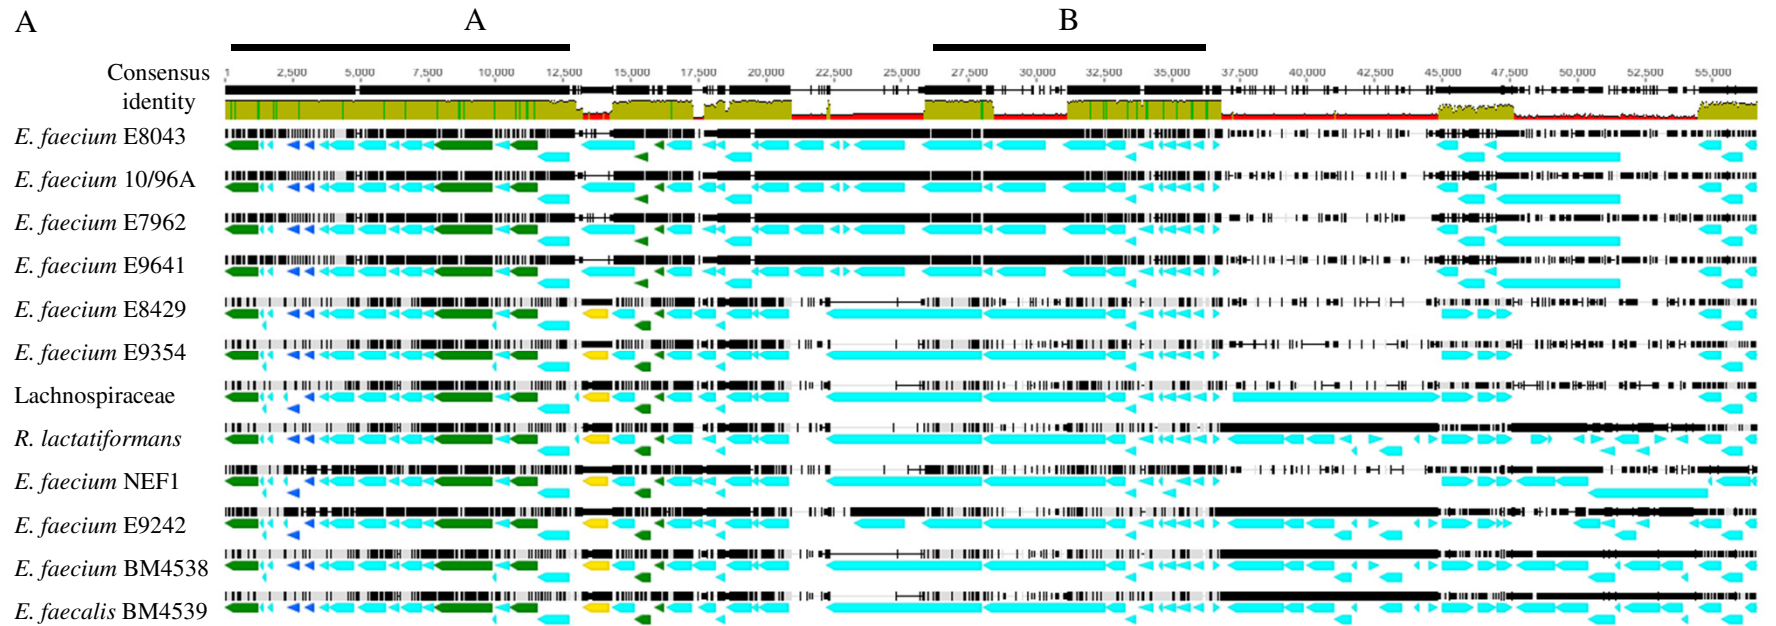 A
A
B
Consensus identity
1 2,500 5,000 7,500 10,000 12,500 15,000 17,500 20,000 22,500 25,000 27,500 30,000 32,500 35,000 37,500 40,000 42,500 45,000 47,500 50,000 52,500 55,000
E. faecium E8043
E. faecium 10/96A
E. faecium E7962
E. faecium E9641
E. faecium E8429
E. faecium E9354
Lachnospiraceae
R. lactatiformans
E. faecium NEF1
E. faecium E9242
E. faecium BM4538
E. faecalis BM4539